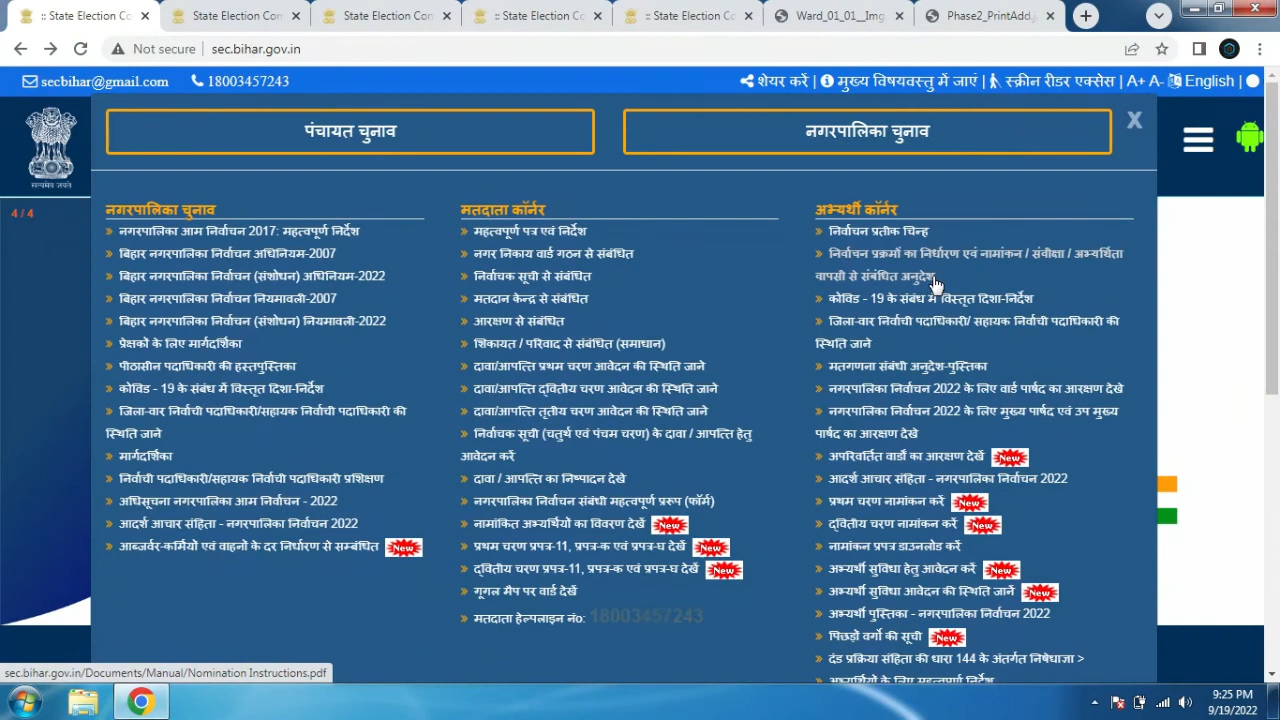 :: State Election Co
State Election Com
State Election Com
:: State Election Co
:: State Election Co
Ward_01_01__Img
Phase2_PrintAdd.j
Not secure
sec.bihar.gov.in
secbihar@gmail.com
18003457243
शेयर करें | मुख्य विषयवस्तु में जाएं | स्क्रीन रीडर एक्सेस | A+ A- English |
सत्यमेव जयते
पंचायत चुनाव
नगरपालिका चुनाव
X
4 / 4
नगरपालिका चुनाव
» नगरपालिका आम निर्वाचन 2017: महत्वपूर्ण निर्देश
» बिहार नगरपालिका निर्वाचन अधिनियम-2007
» बिहार नगरपालिका निर्वाचन (संशोधन) अधिनियम-2022
» बिहार नगरपालिका निर्वाचन नियमावली-2007
» बिहार नगरपालिका निर्वाचन (संशोधन) नियमावली-2022
» प्रेक्षकों के लिए मार्गदर्शिका
» पीठासीन पदाधिकारी की हस्तपुस्तिका
» कोविड - 19 के संबंध में विस्तृत दिशा-निर्देश
» जिला-वार निर्वाची पदाधिकारी/सहायक निर्वाची पदाधिकारी की
स्थिति जाने
» मार्गदर्शिका
» निर्वाची पदाधिकारी/सहायक निर्वाची पदाधिकारी प्रशिक्षण
» अधिसूचना नगरपालिका आम निर्वाचन - 2022
» आदर्श आचार संहिता - नगरपालिका निर्वाचन 2022
» आब्जर्वर-कर्मियों एवं वाहनो के दर निर्धारण से सम्बंधित New
मतदाता कॉर्नर
» महत्वपूर्ण पत्र एवं निर्देश
» नगर निकाय वार्ड गठन से संबंधित
» निर्वाचक सूची से संबंधित
» मतदान केन्द्र से संबंधित
» आरक्षण से संबंधित
» शिकायत / परिवाद से संबंधित (समाधान)
» दावा/आपत्ति प्रथम चरण आवेदन की स्थिति जाने
» दावा/आपत्ति द्वितीय चरण आवेदन की स्थिति जाने
» दावा/आपत्ति तृतीय चरण आवेदन की स्थिति जाने
» निर्वाचक सूची (चतुर्थ एवं पंचम चरण) के दावा / आपत्ति हेतु
आवेदन करें
» दावा / आपत्ति का निष्पादन देखे
» नगरपालिका निर्वाचन संबंधी महत्वपूर्ण प्ररूप (फॉर्म)
» नामांकित अभ्यर्थियो का विवरण देखें New
» प्रथम चरण प्रपत्र-11, प्रपत्र-क एवं प्रपत्र-घ देखें New
» द्वितीय चरण प्रपत्र-11, प्रपत्र-क एवं प्रपत्र-घ देखें New
» गूगल मैप पर वार्ड देखें
» मतदाता हेल्पलाइन नंo: 18003457243
अभ्यर्थी कॉर्नर
» निर्वाचन प्रतीक चिन्ह
» निर्वाचन प्रक्रमों का निर्धारण एवं नामांकन / संवीक्षा / अभ्यर्थिता
वापसी से संबंधित अनुदेश
» कोविड - 19 के संबंध में विस्तृत दिशा-निर्देश
» जिला-वार निर्वाची पदाधिकारी/ सहायक निर्वाची पदाधिकारी की
स्थिति जाने
» मतगणना संबंधी अनुदेश-पुस्तिका
» नगरपालिका निर्वाचन 2022 के लिए वार्ड पार्षद का आरक्षण देखे
» नगरपालिका निर्वाचन 2022 के लिए मुख्य पार्षद एवं उप मुख्य
पार्षद का आरक्षण देखे
» अपरिवर्तित वार्डों का आरक्षण देखें New
» आदर्श आचार संहिता - नगरपालिका निर्वाचन 2022
» प्रथम चरण नामांकन करें New
» द्वितीय चरण नामांकन करें New
» नामांकन प्रपत्र डाउनलोड करें
» अभ्यर्थी सुविधा हेतु आवेदन करें New
» अभ्यर्थी सुविधा आवेदन की स्थिति जानें New
» अभ्यर्थी पुस्तिका - नगरपालिका निर्वाचन 2022
» पिछड़ो वर्गो की सूची New
» दंड प्रक्रिया संहिता की धारा 144 के अंतर्गत निषेधाज्ञा >
» अभ्यर्थियों के लिए महत्वपूर्ण निर्देश
sec.bihar.gov.in/Documents/Manual/Nomination Instructions.pdf
9:25 PM
9/19/2022